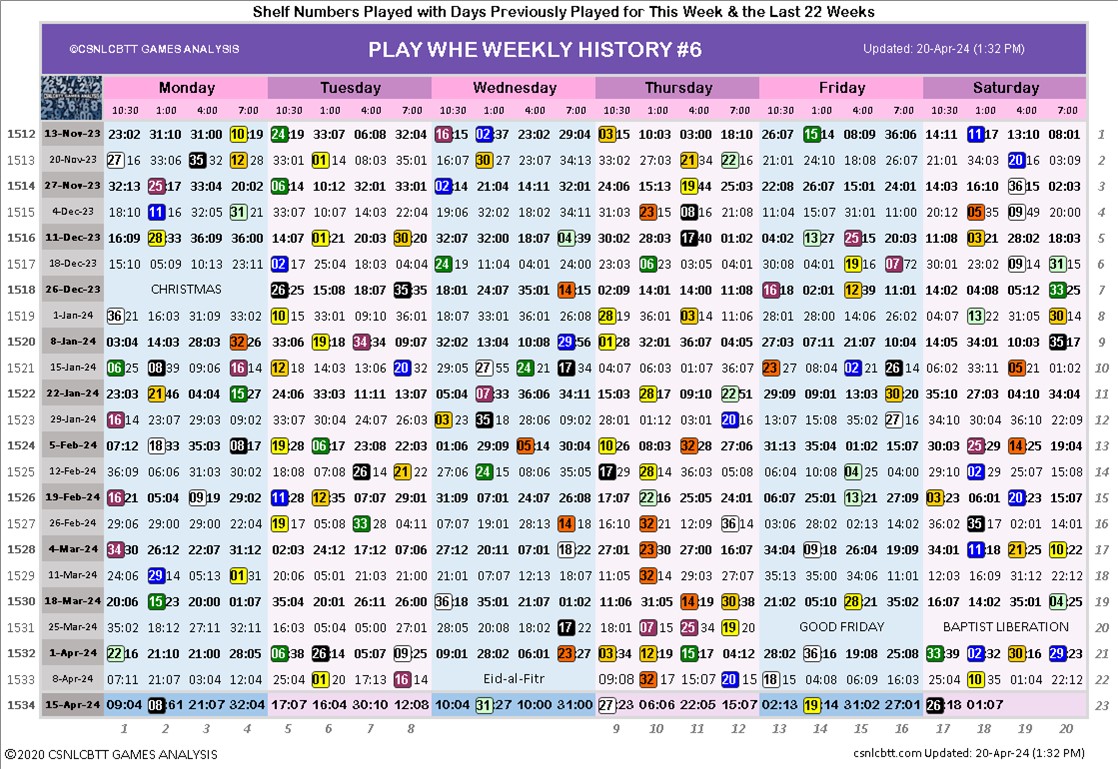 Shelf Numbers Played with Days Previously Played for This Week & the Last 22 Weeks
©CSNLCBTT GAMES ANALYSIS PLAY WHE WEEKLY HISTORY #6 Updated: 20-Apr-24 (1:32 PM)
Monday Tuesday Wednesday Thursday Friday Saturday
10:30 1:00 4:00 7:00 10:30 1:00 4:00 7:00 10:30 1:00 4:00 7:00 10:30 1:00 4:00 7:00 10:30 1:00 4:00 7:00 10:30 1:00 4:00 7:00
1512 13-Nov-23 23:02 31:10 31:00 10:19 24:19 33:07 06:08 32:04 16:15 02:37 23:02 29:04 03:15 10:03 03:00 18:10 26:07 15:14 08:09 36:06 14:11 11:17 13:10 08:01 1
1513 20-Nov-23 27:16 33:06 35:32 12:28 33:01 01:14 08:03 35:01 16:07 30:27 23:07 34:13 33:02 27:03 21:34 22:16 21:01 24:10 18:08 26:07 21:01 34:03 20:16 03:09 2
1514 27-Nov-23 32:13 25:17 33:04 20:02 06:14 10:12 32:01 33:01 02:14 21:04 14:11 32:01 24:06 15:13 19:44 25:03 22:08 26:07 15:01 24:01 14:03 16:10 36:15 02:03 3
1515 4-Dec-23 18:10 11:16 32:05 31:21 33:07 10:07 14:03 22:04 19:06 32:02 18:02 34:11 31:03 23:15 08:16 21:08 11:04 15:07 31:01 11:00 20:12 05:35 09:49 20:00 4
1516 11-Dec-23 16:09 28:33 36:09 36:00 14:07 01:21 20:03 30:20 32:07 32:00 18:07 04:39 30:02 28:03 17:40 01:02 04:02 13:27 25:15 20:03 11:08 03:21 28:02 18:03 5
1517 18-Dec-23 15:10 05:09 10:13 23:11 02:17 25:04 18:03 04:04 24:19 11:04 04:01 24:00 23:03 06:23 03:05 06:01 30:08 04:01 19:16 07:72 30:01 23:02 09:14 31:15 6
1518 26-Dec-23 CHRISTMAS 26:25 15:08 18:07 35:35 18:01 24:07 35:01 14:15 02:09 14:01 14:00 11:08 16:18 02:01 12:39 11:01 14:02 04:08 05:12 33:25 7
1519 1-Jan-24 36:21 16:03 31:09 33:02 10:15 33:01 09:10 36:01 18:07 35:01 21:13 08:21 28:19 36:11 03:14 11:06 28:01 28:00 14:06 26:02 04:07 13:22 31:05 30:14 8
1520 8-Jan-24 03:04 14:03 28:03 32:26 33:06 19:18 34:34 09:07 32:02 13:04 10:08 29:56 01:28 32:01 36:07 04:05 27:03 07:11 21:07 10:04 14:05 34:01 10:03 35:17 9
1521 15-Jan-24 06:25 08:39 09:06 16:14 12:18 14:03 13:06 20:32 29:05 27:55 24:21 17:34 04:07 06:03 01:07 36:07 23:27 08:14 02:21 26:14 06:02 33:11 05:21 01:02 10
1522 22-Jan-24 23:03 21:46 04:04 15:27 24:06 33:03 11:11 13:07 05:04 07:33 36:06 34:11 15:03 28:17 09:10 22:51 29:09 09:01 13:03 30:20 35:10 27:03 04:10 34:04 11
1523 29-Jan-24 16:14 23:07 29:08 09:02 33:07 30:04 24:07 26:03 03:23 35:18 28:06 09:02 28:01 01:12 03:01 20:16 13:07 15:08 35:02 27:16 34:10 30:04 36:10 22:09 12
1524 5-Feb-24 07:12 18:33 35:03 08:17 19:28 06:17 23:08 22:03 01:06 29:09 05:14 30:04 10:26 08:03 32:28 27:06 31:13 35:04 01:02 15:07 30:03 25:29 14:25 19:04 13
1525 12-Feb-24 36:09 06:06 31:03 30:02 18:08 07:08 26:14 21:22 27:06 24:15 08:06 35:05 17:29 28:14 36:02 05:08 06:04 10:08 04:25 14:03 29:10 02:29 25:07 15:08 14
1526 19-Feb-24 16:21 05:04 09:19 29:02 11:28 12:35 07:07 29:01 31:09 07:01 24:07 26:08 17:07 22:16 25:05 24:01 06:07 25:01 13:21 27:09 03:23 06:01 20:23 15:07 15
1527 26-Feb-24 29:06 29:00 29:00 22:04 19:17 05:08 33:28 04:11 07:07 19:01 28:13 14:18 16:10 32:21 12:09 36:14 03:06 28:02 02:13 14:02 36:02 35:17 02:01 14:01 16
1528 4-Mar-24 34:30 26:12 22:07 31:12 02:03 24:12 17:12 07:06 27:12 20:11 07:01 18:22 27:01 23:30 27:00 16:07 34:04 09:18 26:04 19:09 34:01 11:18 21:25 10:22 17
1529 11-Mar-24 24:06 29:14 05:13 01:31 20:06 05:01 21:03 21:00 21:01 07:07 12:13 18:07 11:05 32:14 29:03 27:07 35:13 35:00 34:06 11:01 12:03 16:09 31:12 22:12 18
1530 18-Mar-24 20:06 15:23 20:00 01:07 35:04 20:01 26:11 26:00 36:18 35:01 21:07 01:02 11:06 31:05 14:19 30:38 21:02 05:10 28:21 35:02 16:07 14:02 35:01 04:25 19
1531 25-Mar-24 35:02 18:12 27:11 32:11 16:03 05:04 05:00 27:01 28:05 20:07 20:00 17:22 18:01 07:15 25:34 19:20 GOOD FRIDAY BAPTIST LIBERATION 20
1532 1-Apr-24 22:16 21:10 21:00 28:05 06:38 26:14 05:07 09:25 09:01 28:02 06:01 23:27 03:34 12:19 15:17 04:12 28:02 36:16 19:08 25:08 33:39 02:32 30:16 29:23 21
1533 8-Apr-24 07:11 21:07 03:04 12:04 25:04 01:20 17:13 16:14 Eid-al-Fitr 09:08 32:17 15:07 20:15 18:15 04:08 06:09 16:03 25:04 10:35 01:04 22:12 22
1534 15-Apr-24 09:04 08:61 21:07 32:04 17:07 16:04 30:10 12:08 10:04 31:27 10:00 31:00 27:23 06:06 22:05 15:07 02:13 19:14 31:02 27:01 26:18 01:07 23
1 2 3 4 5 6 7 8 9 10 11 12 13 14 15 16 17 18 19 20
©2020 CSNLCBTT GAMES ANALYSIS csnlcbtt.com Updated: 20-Apr-24 (1:32 PM)